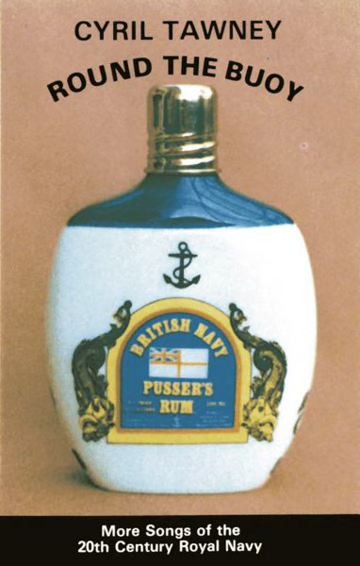 CYRIL TAWNEY
ROUND THE BUOY
BRITISH NAVY
PUSSER'S
RUM
More Songs of the
20th Century Royal Navy